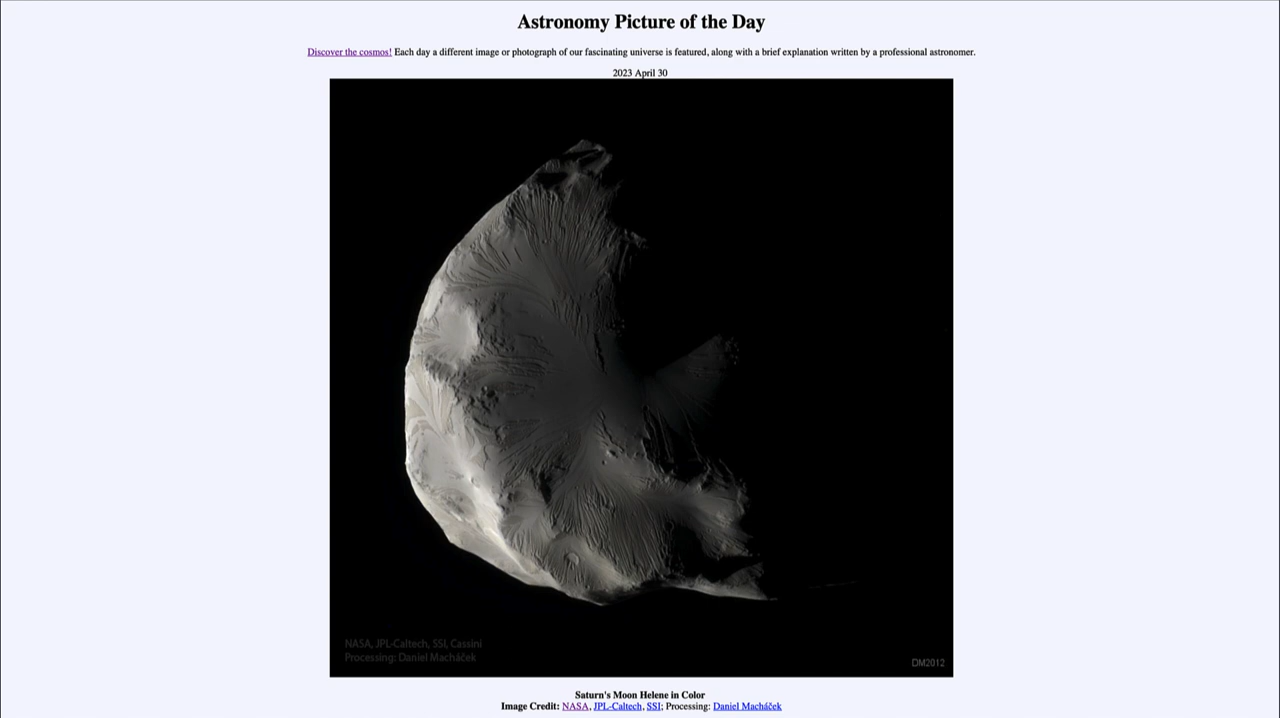 Astronomy Picture of the Day
Discover the cosmos! Each day a different image or photograph of our fascinating universe is featured, along with a brief explanation written by a professional astronomer.
2023 April 30
NASA, JPL-Caltech, SSI, Cassini
Processing: Daniel Macháček
DM2012
Saturn's Moon Helene in Color
Image Credit: NASA, JPL-Caltech, SSI; Processing: Daniel Macháček